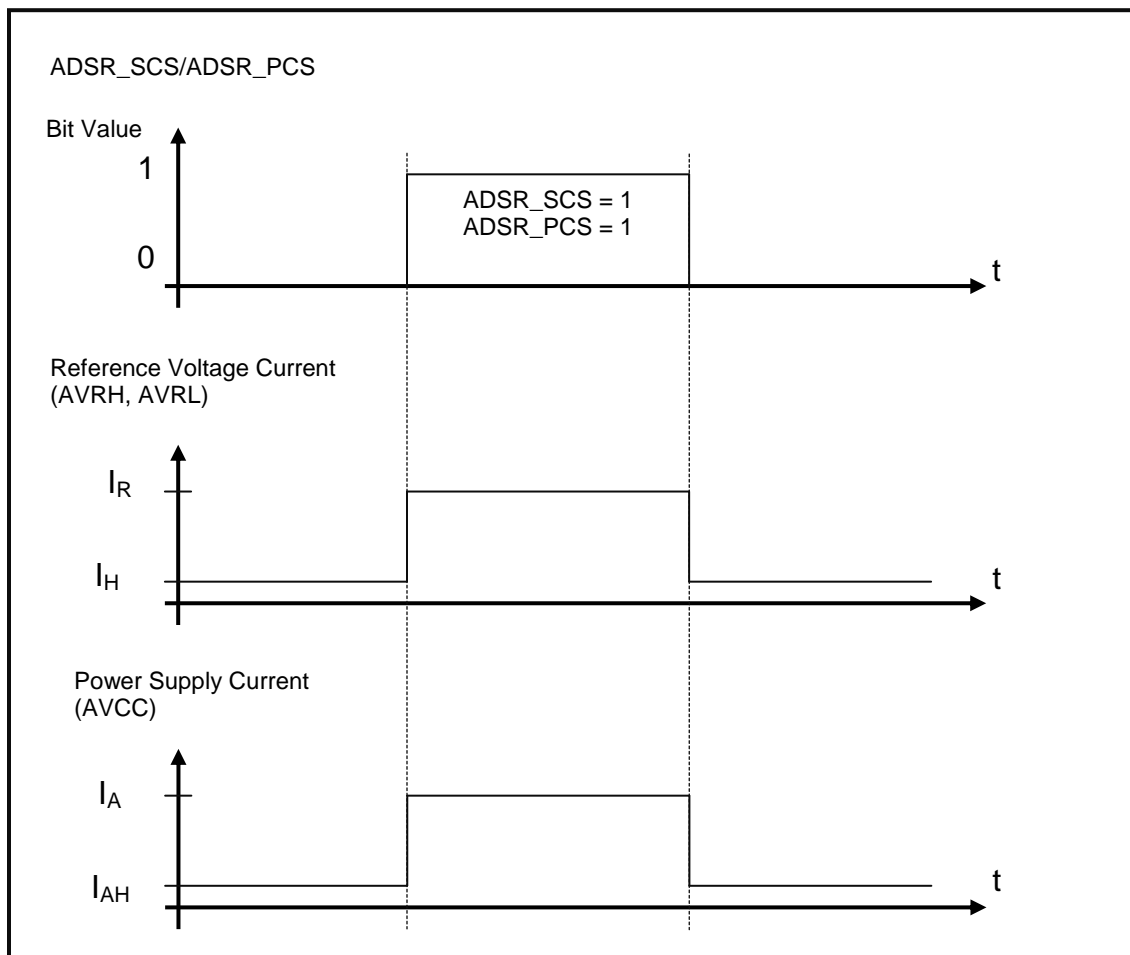 ADSR_SCS/ADSR_PCS
Bit Value
1
ADSR_SCS = 1
ADSR_PCS = 1
0
t
Reference Voltage Current
(AVRH, AVRL)
IR
IH
t
Power Supply Current
(AVCC)
IA
IAH
t